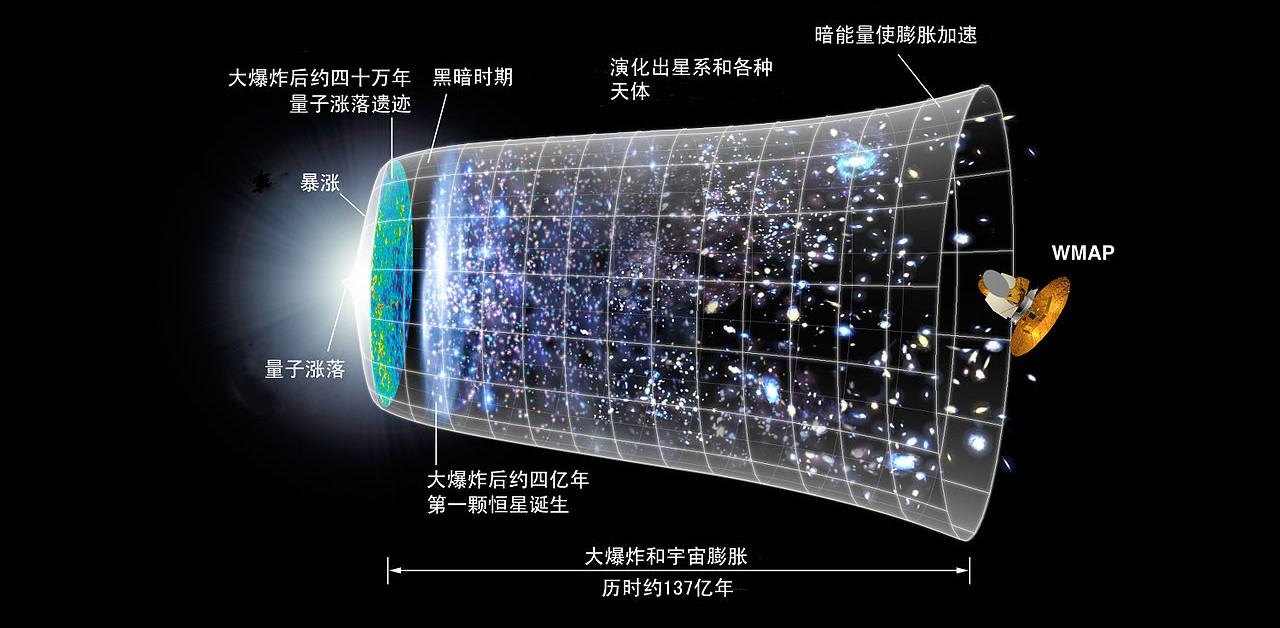 暗能量使膨胀加速
大爆炸后约四十万年
量子涨落遗迹
黑暗时期
演化出星系和各种
天体
暴涨
WMAP
量子涨落
大爆炸后约四亿年
第一颗恒星诞生
大爆炸和宇宙膨胀
历时约137亿年